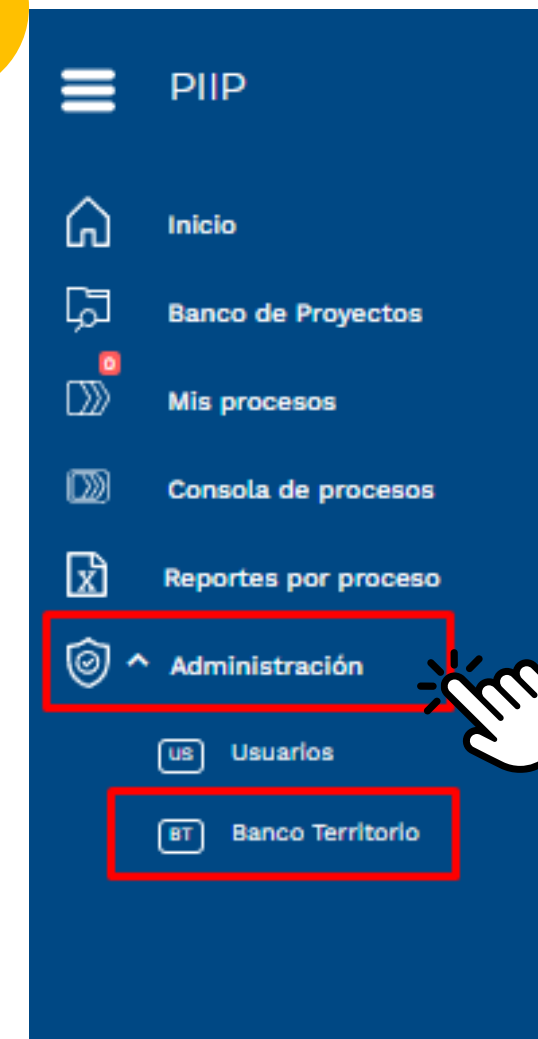 PIIP
Inicio
Banco de Proyectos
0
Mis procesos
Consola de procesos
X
Reportes por proceso
Administración
US Usuarios
BT Banco Territorio